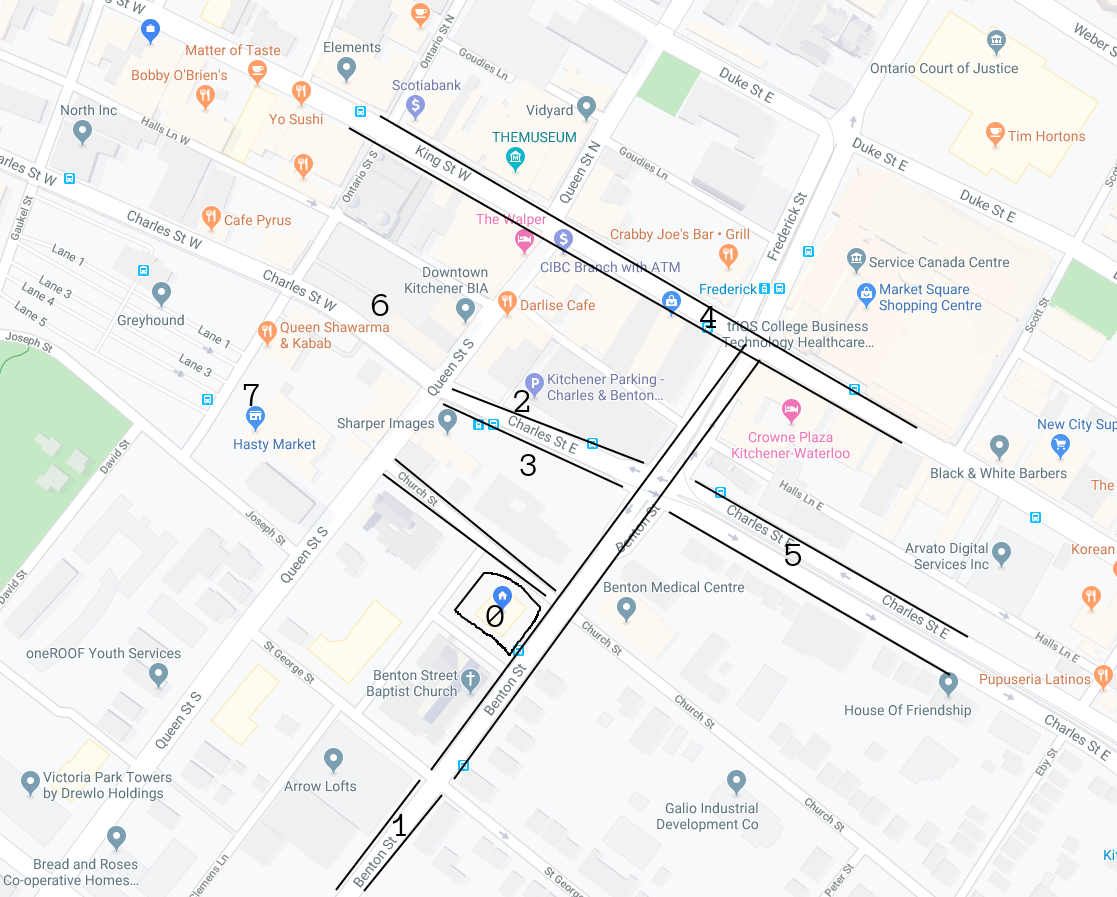 King St W
Ontario St N
Weber S
Elements
Matter of Taste
Goudies Ln
Ontario Court of Justice
Bobby O'Brien's
Scotiabank
Duke St E
North Inc
Yo Sushi
Vidyard
Halls Ln W
THEMUSEUM
Tim Hortons
King St W
Goudies Ln
Duke St E
arles St W
Ontario St S
Queen St N
Duke St E
Gaukel St
Cafe Pyrus
The Walper
Charles St W
Crabby Joe's Bar • Grill
Frederick St
Lane 1
CIBC Branch with ATM
Service Canada Centre
Downtown
Kitchener BIA
Charles St W
Frederick
Market Square
Shopping Centre
Lane 3
Lane 4
Lane 5
6
Darlise Cafe
4
Scott St
Greyhound
Queen Shawarma
& Kabab
Lane 1
triOS College Business
Technology Healthcare...
Joseph St
Lane 3
Queen St S
Kitchener Parking -
Charles & Benton...
7
2
Hasty Market
Sharper Images
Charles St E
Crowne Plaza
Kitchener-Waterloo
New City Sup
David St
3
Black & White Barbers
The
Church St
Halls Ln E
Joseph St
Queen St S
Benton St
Charles St E
5
Arvato Digital
Services Inc
Korean
David St
0
Benton Medical Centre
Charles St E
Church St
Halls Ln E
oneROOF Youth Services
St George St
Benton Street
Baptist Church
Benton St
Pupuseria Latinos
House Of Friendship
Church St
Queen St S
Charles St E
Victoria Park Towers
by Drewlo Holdings
Arrow Lofts
Eby St
Galio Industrial
Development Co
Church St
1
Benton St
Bread and Roses
Co-operative Homes...
Clemens Ln
St George
Peter St
Ki